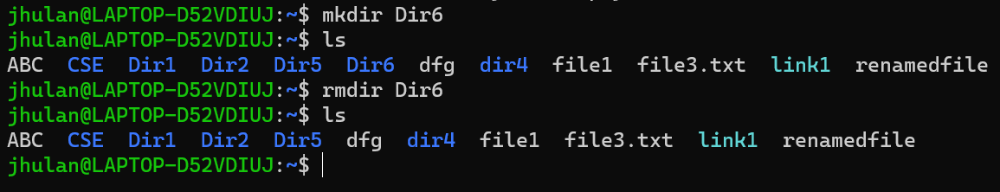 jhulan@LAPTOP-D52VDIUJ:~$ mkdir Dir6
jhulan@LAPTOP-D52VDIUJ:~$ ls
ABC  CSE  Dir1  Dir2  Dir5  Dir6  dfg  dir4  file1  file3.txt  link1  renamedfile
jhulan@LAPTOP-D52VDIUJ:~$ rmdir Dir6
jhulan@LAPTOP-D52VDIUJ:~$ ls
ABC  CSE  Dir1  Dir2  Dir5  dfg  dir4  file1  file3.txt  link1  renamedfile
jhulan@LAPTOP-D52VDIUJ:~$